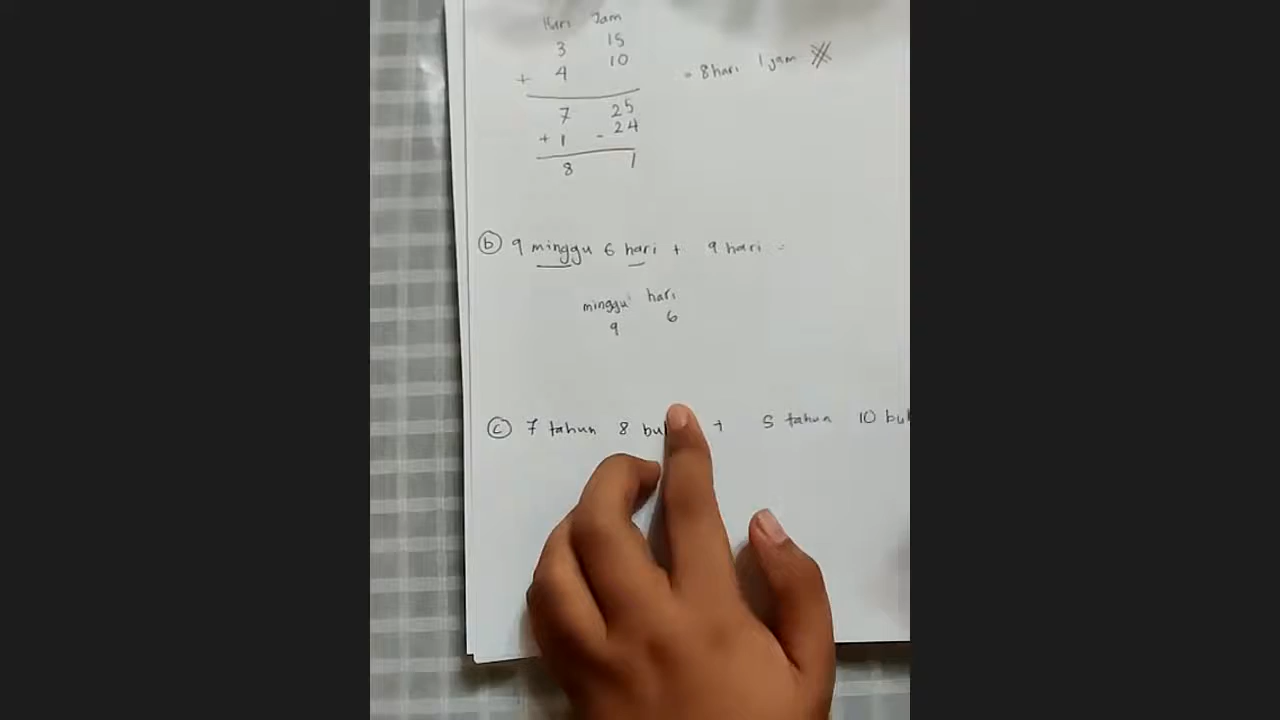 Hari Jam
3 15
+ 4 10
= 8 hari 1 jam
7 25
+ 1 - 24
8 1
b 9 minggu 6 hari + 9 hari =
minggu hari
9 6
c 7 tahun 8 + 5 tahun 10